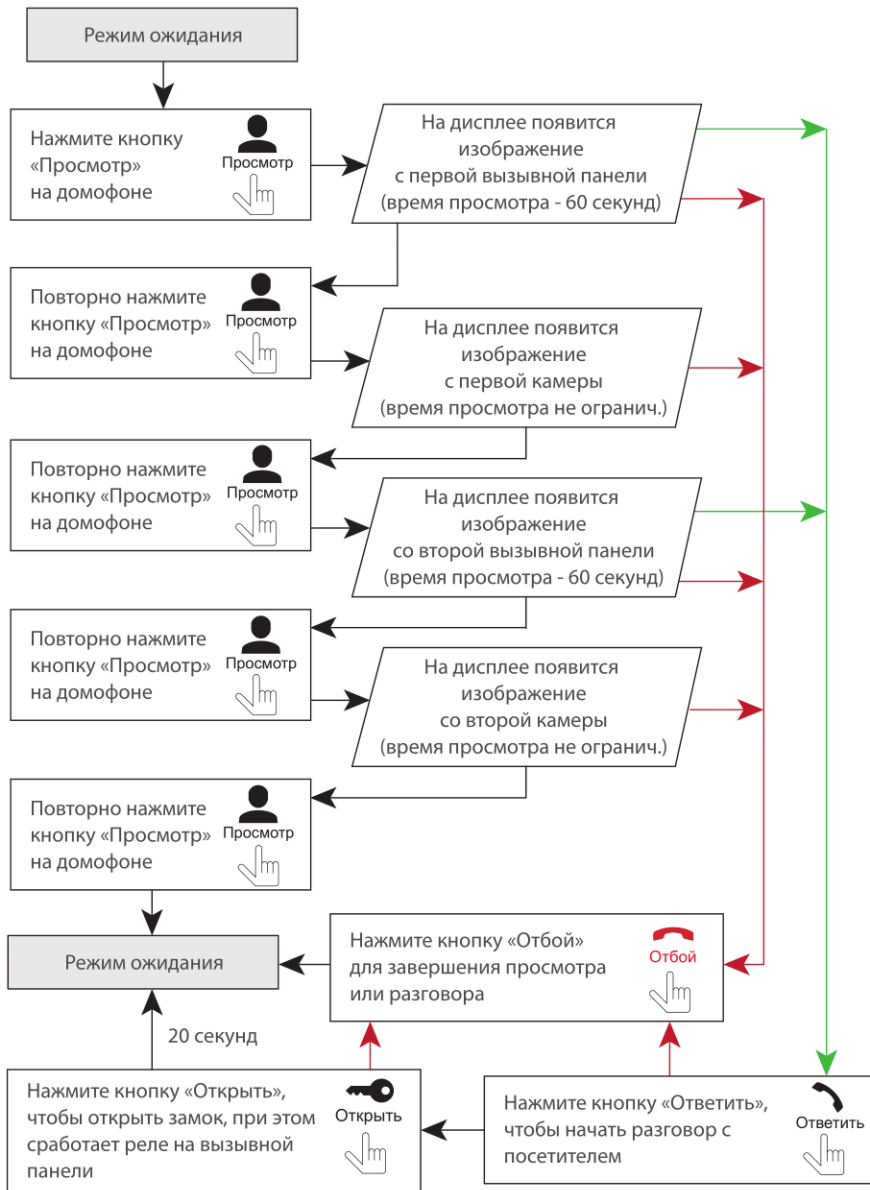 Режим ожидания
Нажмите кнопку
«Просмотр»
на домофоне
Просмотр
На дисплее появится
изображение
с первой вызывной панели
(время просмотра - 60 секунд)
Повторно нажмите
кнопку «Просмотр»
на домофоне
Просмотр
На дисплее появится
изображение
с первой камеры
(время просмотра не огранич.)
Повторно нажмите
кнопку «Просмотр»
на домофоне
Просмотр
На дисплее появится
изображение
со второй вызывной панели
(время просмотра - 60 секунд)
Повторно нажмите
кнопку «Просмотр»
на домофоне
Просмотр
На дисплее появится
изображение
со второй камеры
(время просмотра не огранич.)
Повторно нажмите
кнопку «Просмотр»
на домофоне
Просмотр
Режим ожидания
Нажмите кнопку «Отбой»
для завершения просмотра
или разговора
Отбой
20 секунд
Нажмите кнопку «Открыть»,
чтобы открыть замок, при этом
сработает реле на вызывной
панели
Открыть
Нажмите кнопку «Ответить»,
чтобы начать разговор с
посетителем
Ответить